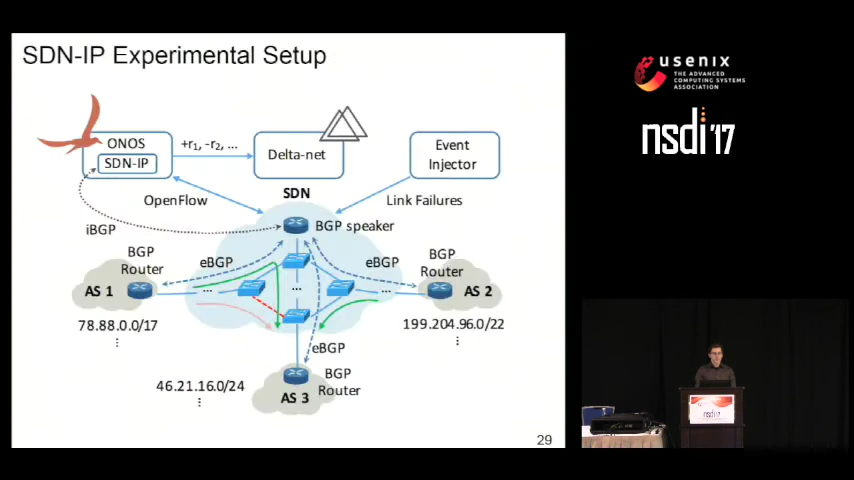 SDN-IP Experimental Setup
ONOS
SDN-IP
+r₁, -r₂, ...
Delta-net
Event
Injector
OpenFlow
SDN
Link Failures
iBGP
BGP speaker
BGP
Router
eBGP
eBGP
BGP
Router
AS 1
...
...
...
AS 2
78.88.0.0/17
⋮
199.204.96.0/22
⋮
eBGP
46.21.16.0/24
⋮
BGP
Router
AS 3
29
usenix
THE ADVANCED
COMPUTING SYSTEMS
ASSOCIATION
nsdi '17
nsdi'17